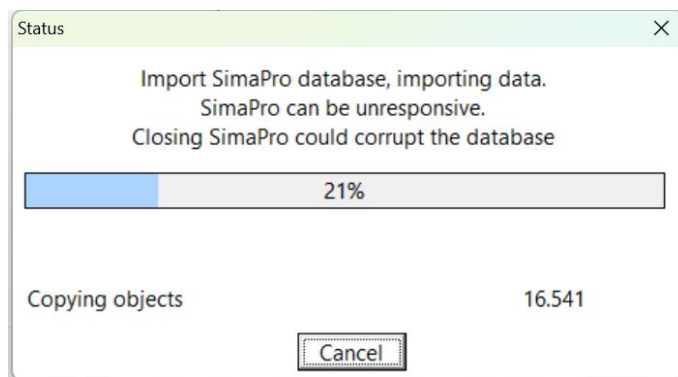 Status
Import SimaPro database, importing data.
SimaPro can be unresponsive.
Closing SimaPro could corrupt the database
21%
Copying objects 16.541
Cancel